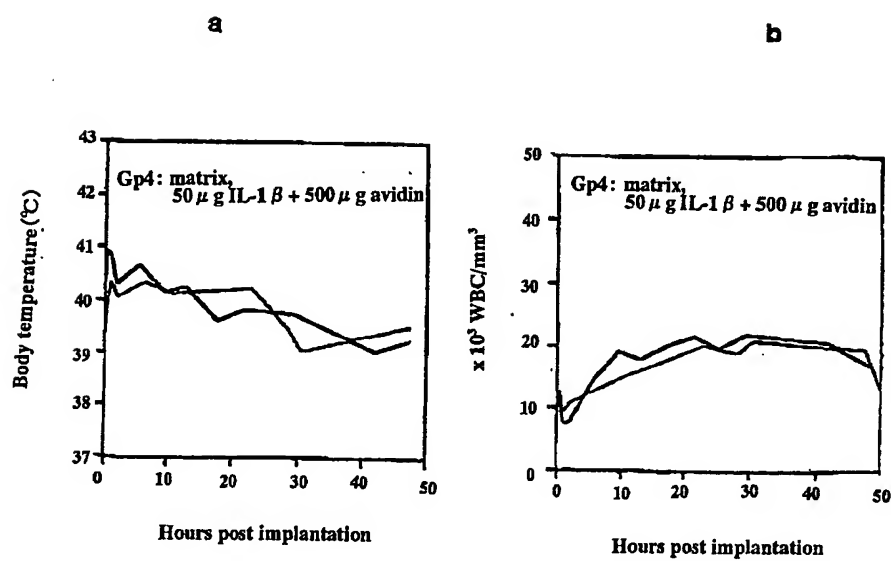 a
b
43
42
41
40
39
38
37
Body temperature (℃)
Gp4: matrix,
50 μ g IL-1 β + 500 μ g avidin
0 10 20 30 40 50
Hours post implantation
50
40
30
20
10
0
x 10³ WBC/mm³
Gp4: matrix,
50 μ g IL-1 β + 500 μ g avidin
0 10 20 30 40 50
Hours post implantation